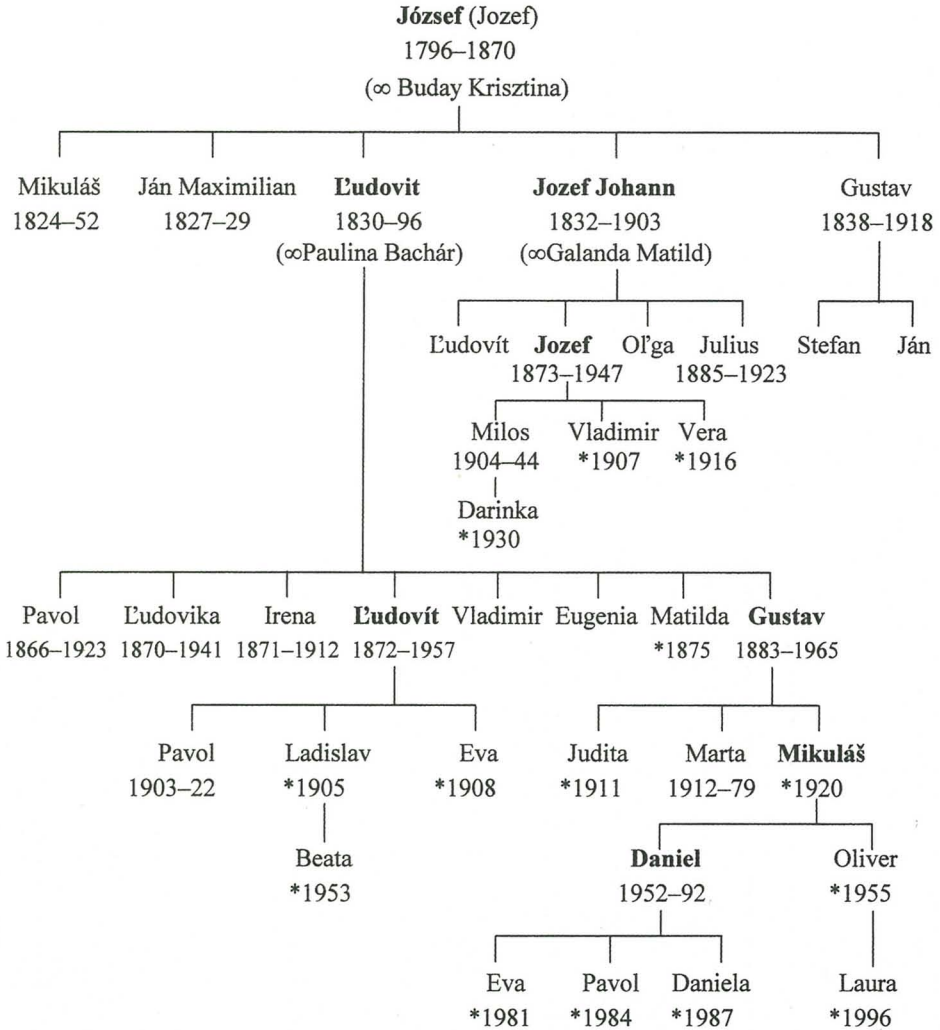 József (Jozef)
1796–1870
(∞ Buday Krisztina)
Mikuláš Ján Maximilian Ľudovit Jozef Johann Gustav
1824–52 1827–29 1830–96 1832–1903 1838–1918
(∞Paulina Bachár) (∞Galanda Matild)
Ľudovít Jozef Oľga Julius Stefan Ján
1873–1947 1885–1923
Milos Vladimir Vera
1904–44 *1907 *1916
Darinka
*1930
Pavol Ľudovika Irena Ľudovít Vladimir Eugenia Matilda Gustav
1866–1923 1870–1941 1871–1912 1872–1957 *1875 1883–1965
Pavol Ladislav Eva Judita Marta Mikuláš
1903–22 *1905 *1908 *1911 1912–79 *1920
Beata Daniel Oliver
*1953 1952–92 *1955
Eva Pavol Daniela Laura
*1981 *1984 *1987 *1996